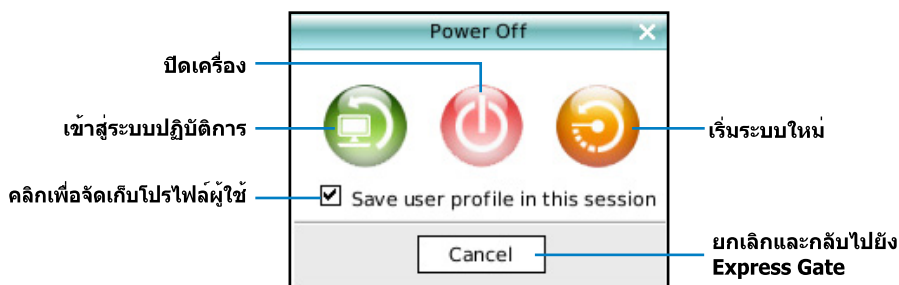 Power Off
ปิดเครื่อง
เข้าสู่ระบบปฏิบัติการ
เริ่มระบบใหม่
คลิกเพื่อจัดเก็บโปรไฟล์ผู้ใช้
Save user profile in this session
Cancel
ยกเลิกและกลับไปยัง
Express Gate